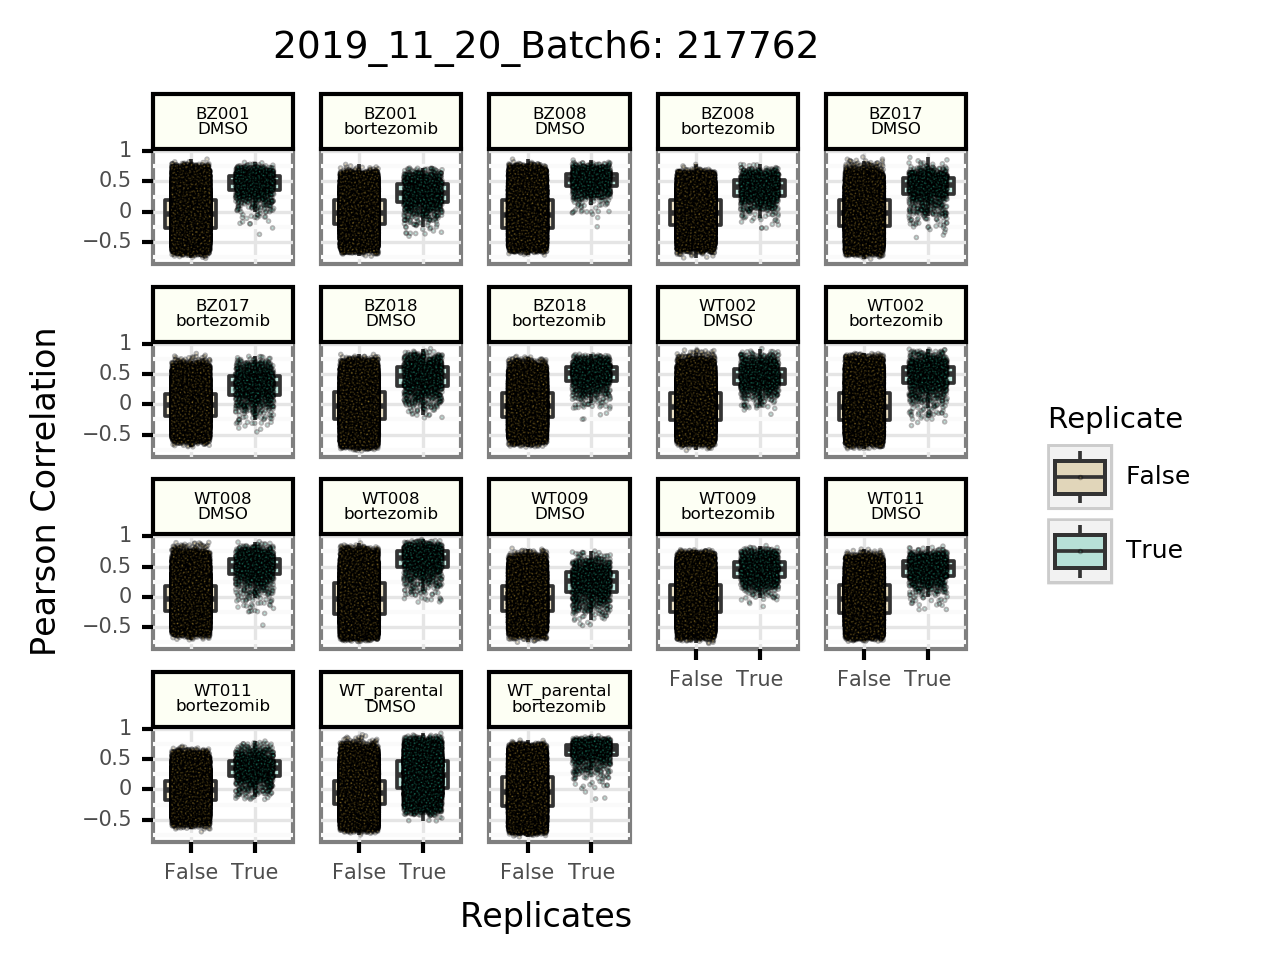 2019_11_20_Batch6: 217762
BZ001
DMSO
BZ001
bortezomib
BZ008
DMSO
BZ008
bortezomib
BZ017
DMSO
1
0.5
0
−0.5
BZ017
bortezomib
BZ018
DMSO
BZ018
bortezomib
WT002
DMSO
WT002
bortezomib
1
0.5
0
−0.5
WT008
DMSO
WT008
bortezomib
WT009
DMSO
WT009
bortezomib
WT011
DMSO
1
0.5
0
−0.5
False True
False True
WT011
bortezomib
WT_parental
DMSO
WT_parental
bortezomib
1
0.5
0
−0.5
False True
False True
False True
Replicates
Pearson Correlation
Replicate
False
True